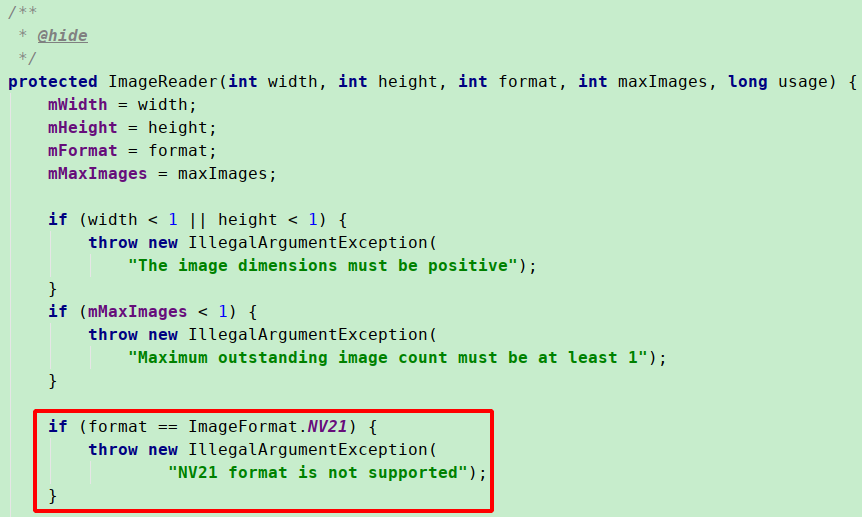 /**
 * @hide
 */
protected ImageReader(int width, int height, int format, int maxImages, long usage) {
    mWidth = width;
    mHeight = height;
    mFormat = format;
    mMaxImages = maxImages;

    if (width < 1 || height < 1) {
        throw new IllegalArgumentException(
            "The image dimensions must be positive");
    }
    if (mMaxImages < 1) {
        throw new IllegalArgumentException(
            "Maximum outstanding image count must be at least 1");
    }

    if (format == ImageFormat.NV21) {
        throw new IllegalArgumentException(
                "NV21 format is not supported");
    }